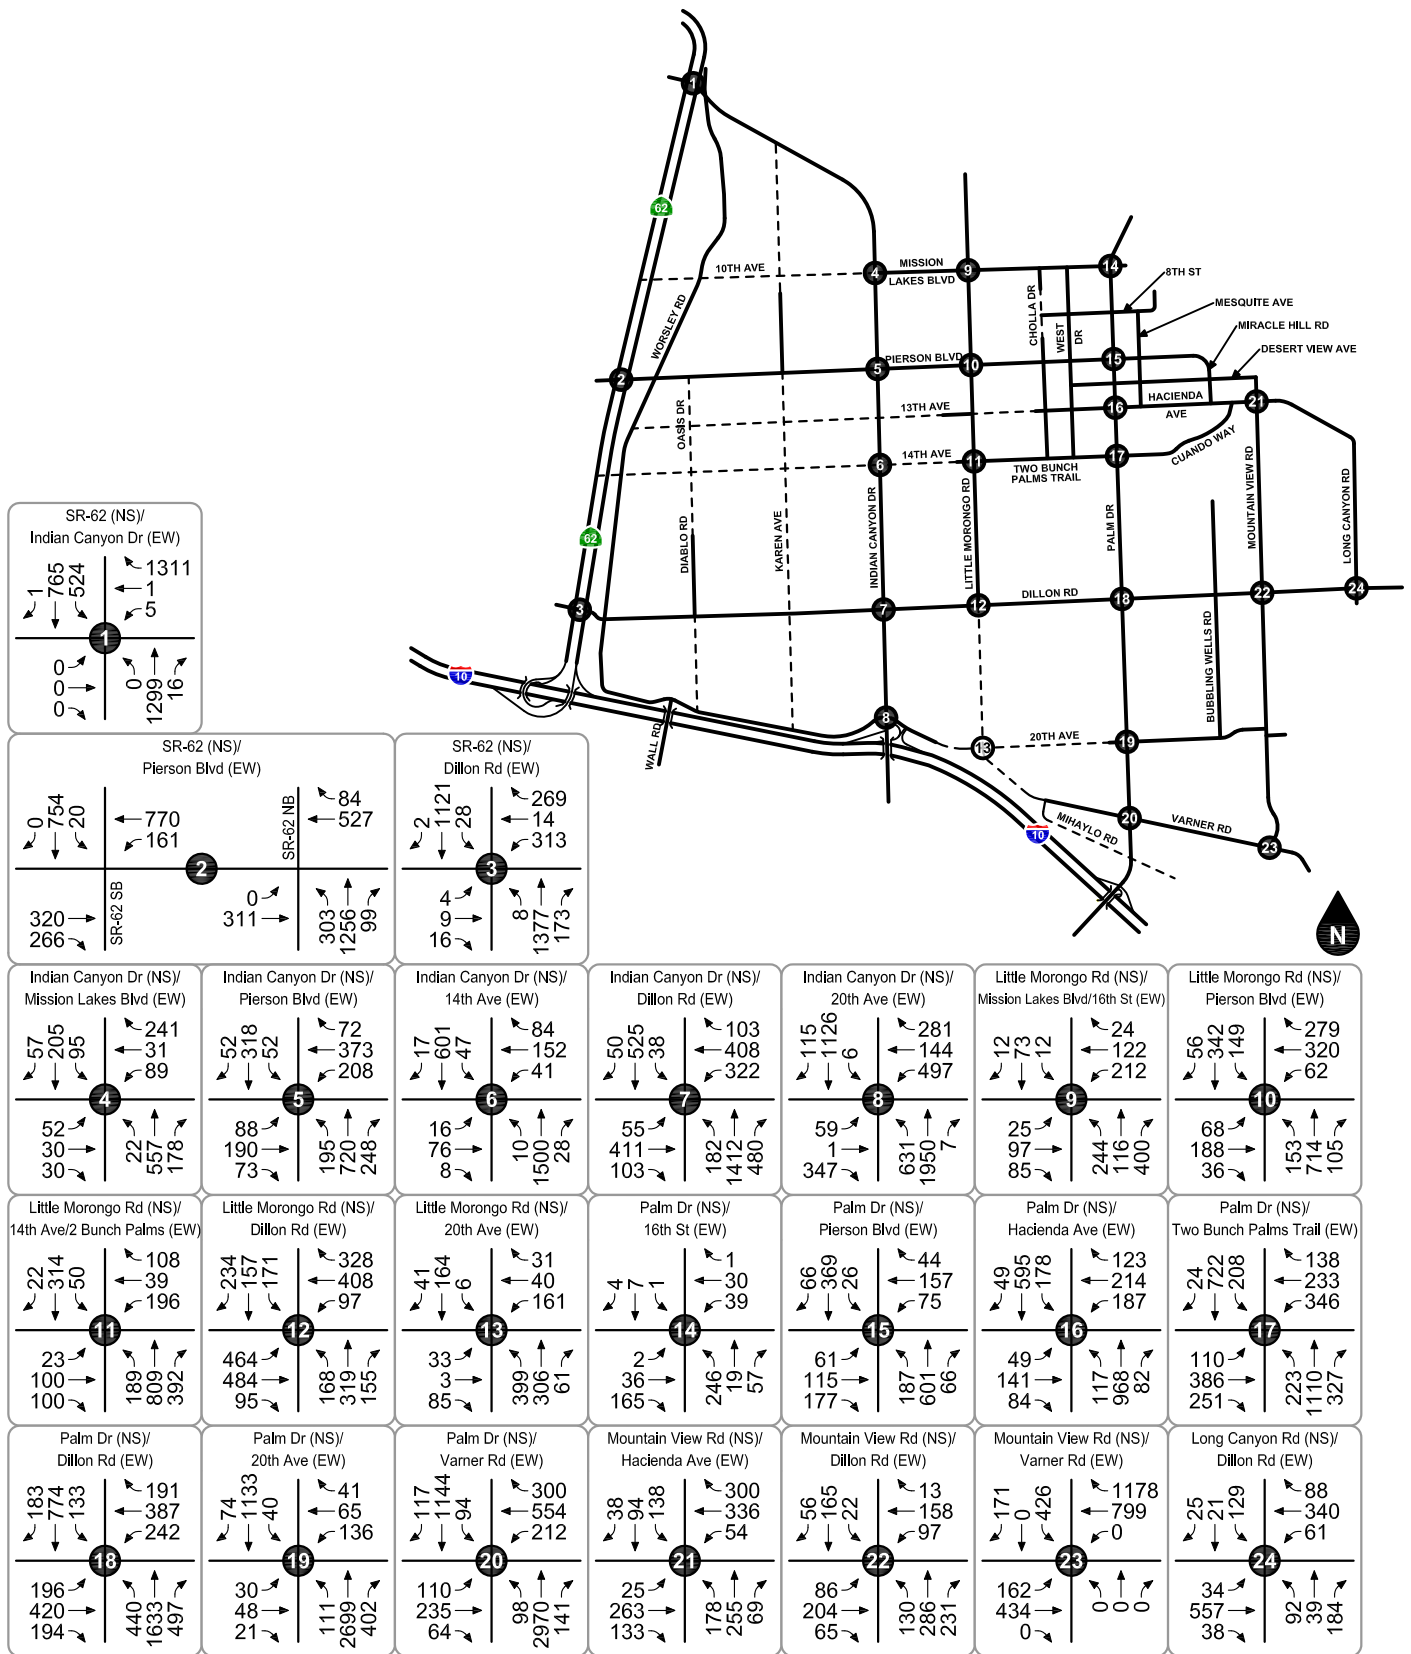 1
62
10TH AVE
WORSLEY RD
4
MISSION
LAKES BLVD
9
14
8TH ST
CHOLLA DR
WEST
DR
MESQUITE AVE
MIRACLE HILL RD
DESERT VIEW AVE
2
5
PIERSON BLVD
10
15
OASIS DR
13TH AVE
16
HACIENDA
AVE
21
6
14TH AVE
11
TWO BUNCH
PALMS TRAIL
17
CUANDO WAY
62
DIABLO RD
KAREN AVE
INDIAN CANYON DR
LITTLE MORONGO RD
PALM DR
MOUNTAIN VIEW RD
LONG CANYON RD
3
7
12
DILLON RD
18
22
24
BUBBLING WELLS RD
10
WALL RD
8
13
20TH AVE
19
20
VARNER RD
MIHAYLO RD
10
23
N
SR-62 (NS)/
Indian Canyon Dr (EW)
1 765 524
1311
1
5
1
0
0
0
0 1299 16
SR-62 (NS)/
Pierson Blvd (EW)
0 754 20
770
161
SR-62 NB
84
527
2
320
266
SR-62 SB
0
311
303 1256 99
SR-62 (NS)/
Dillon Rd (EW)
2 1121 28
269
14
313
3
4
9
16
8 1377 173
Indian Canyon Dr (NS)/
Mission Lakes Blvd (EW)
57 205 95
241
31
89
4
52
30
30
22 557 178
Indian Canyon Dr (NS)/
Pierson Blvd (EW)
52 318 52
72
373
208
5
88
190
73
195 720 248
Indian Canyon Dr (NS)/
14th Ave (EW)
17 601 47
84
152
41
6
16
76
8
10 1500 28
Indian Canyon Dr (NS)/
Dillon Rd (EW)
50 525 38
103
408
322
7
55
411
103
182 1412 480
Indian Canyon Dr (NS)/
20th Ave (EW)
115 1126 6
281
144
497
8
59
1
347
631 1950 7
Little Morongo Rd (NS)/
Mission Lakes Blvd/16th St (EW)
12 73 12
24
122
212
9
25
97
85
244 116 400
Little Morongo Rd (NS)/
Pierson Blvd (EW)
56 342 149
279
320
62
10
68
188
36
153 714 105
Little Morongo Rd (NS)/
14th Ave/2 Bunch Palms (EW)
22 314 50
108
39
196
11
23
100
100
189 809 392
Little Morongo Rd (NS)/
Dillon Rd (EW)
234 157 171
328
408
97
12
464
484
95
168 319 155
Little Morongo Rd (NS)/
20th Ave (EW)
41 164 6
31
40
161
13
33
3
85
399 306 61
Palm Dr (NS)/
16th St (EW)
4 7 1
1
30
39
14
2
36
165
246 19 57
Palm Dr (NS)/
Pierson Blvd (EW)
66 369 26
44
157
75
15
61
115
177
187 601 66
Palm Dr (NS)/
Hacienda Ave (EW)
49 595 178
123
214
187
16
49
141
84
117 968 82
Palm Dr (NS)/
Two Bunch Palms Trail (EW)
24 722 208
138
233
346
17
110
386
251
223 1110 327
Palm Dr (NS)/
Dillon Rd (EW)
183 774 133
191
387
242
18
196
420
194
440 1633 497
Palm Dr (NS)/
20th Ave (EW)
74 1133 40
41
65
136
19
30
48
21
111 2699 402
Palm Dr (NS)/
Varner Rd (EW)
117 1144 94
300
554
212
20
110
235
64
98 2970 141
Mountain View Rd (NS)/
Hacienda Ave (EW)
38 94 138
300
336
54
21
25
263
133
178 255 69
Mountain View Rd (NS)/
Dillon Rd (EW)
56 165 22
13
158
97
22
86
204
65
130 286 231
Mountain View Rd (NS)/
Varner Rd (EW)
171 0 426
1178
799
0
23
162
434
0
0 0 0
Long Canyon Rd (NS)/
Dillon Rd (EW)
25 21 129
88
340
61
24
34
557
38
92 39 184